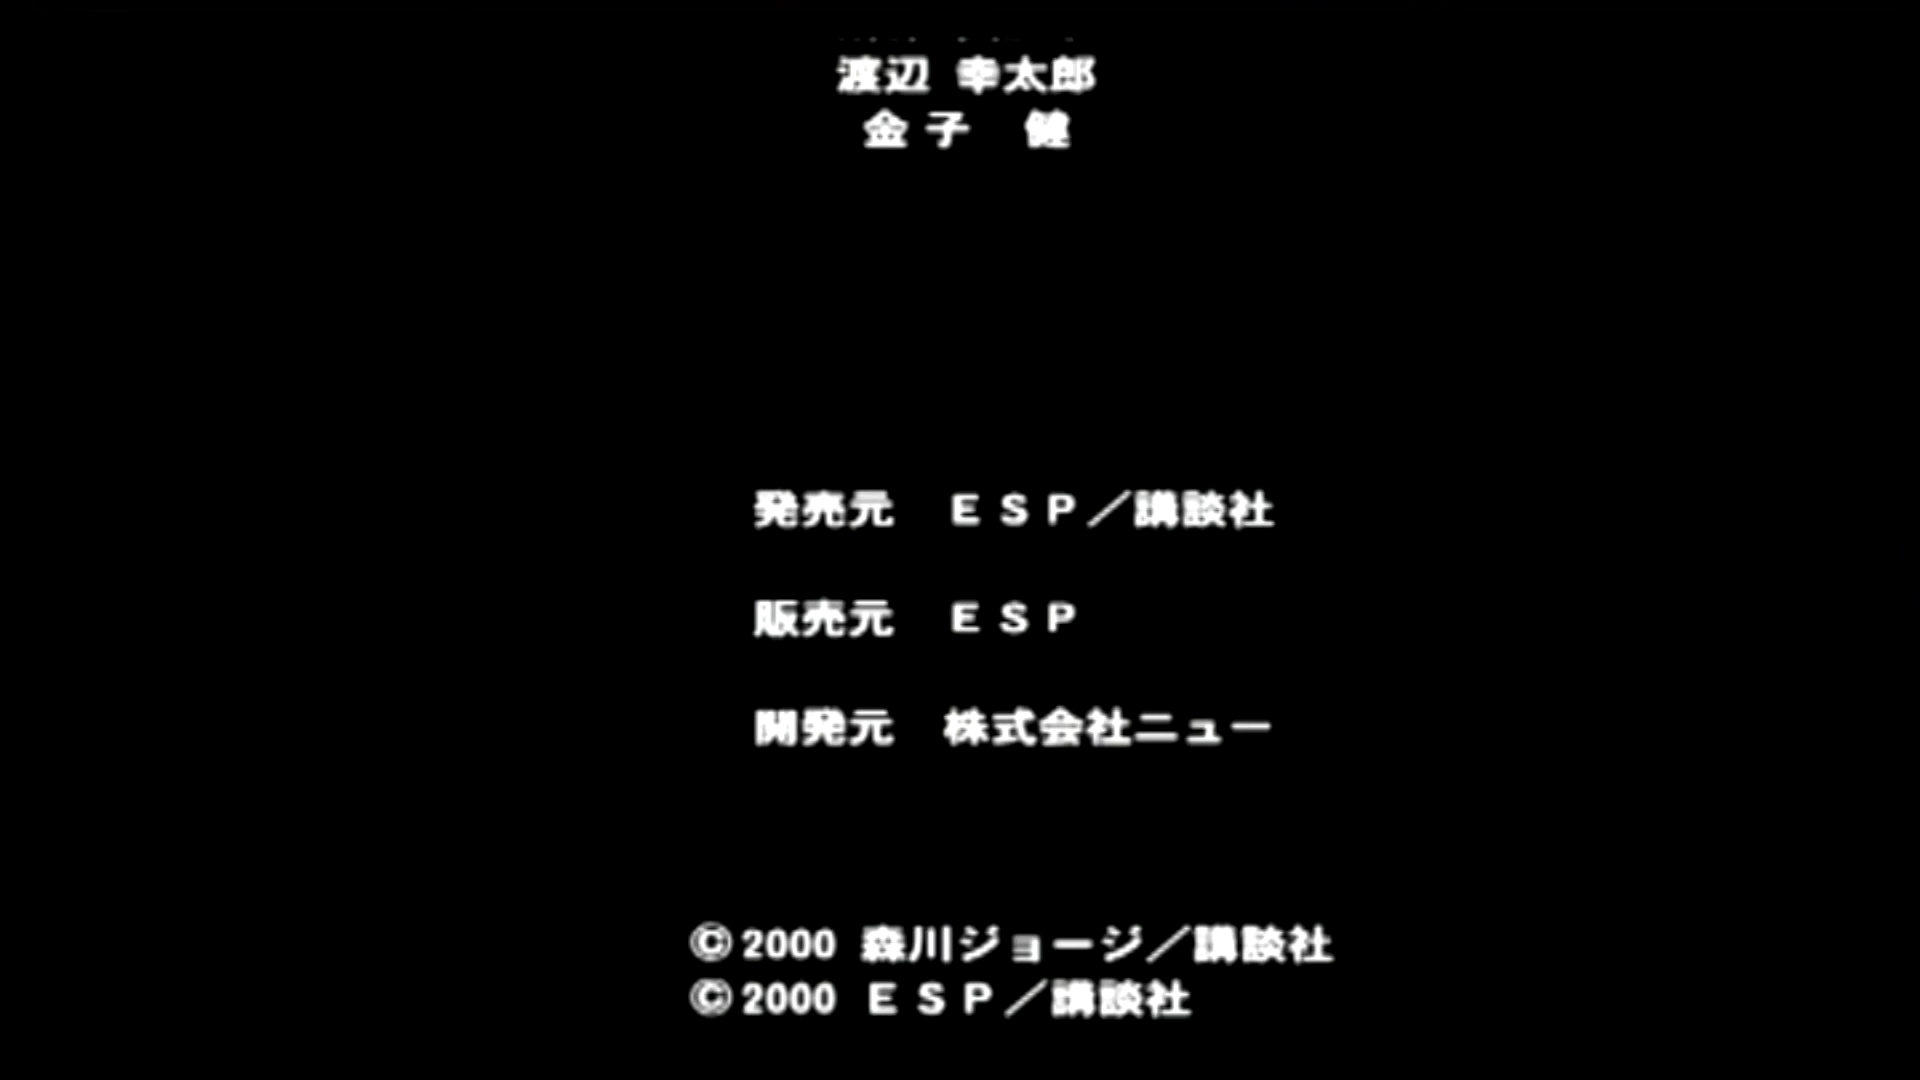 渡辺 幸太郎
金子 健
発売元 ESP/講談社
販売元 ESP
開発元 株式会社ニュー
©2000 森川ジョージ/講談社
©2000 ESP/講談社